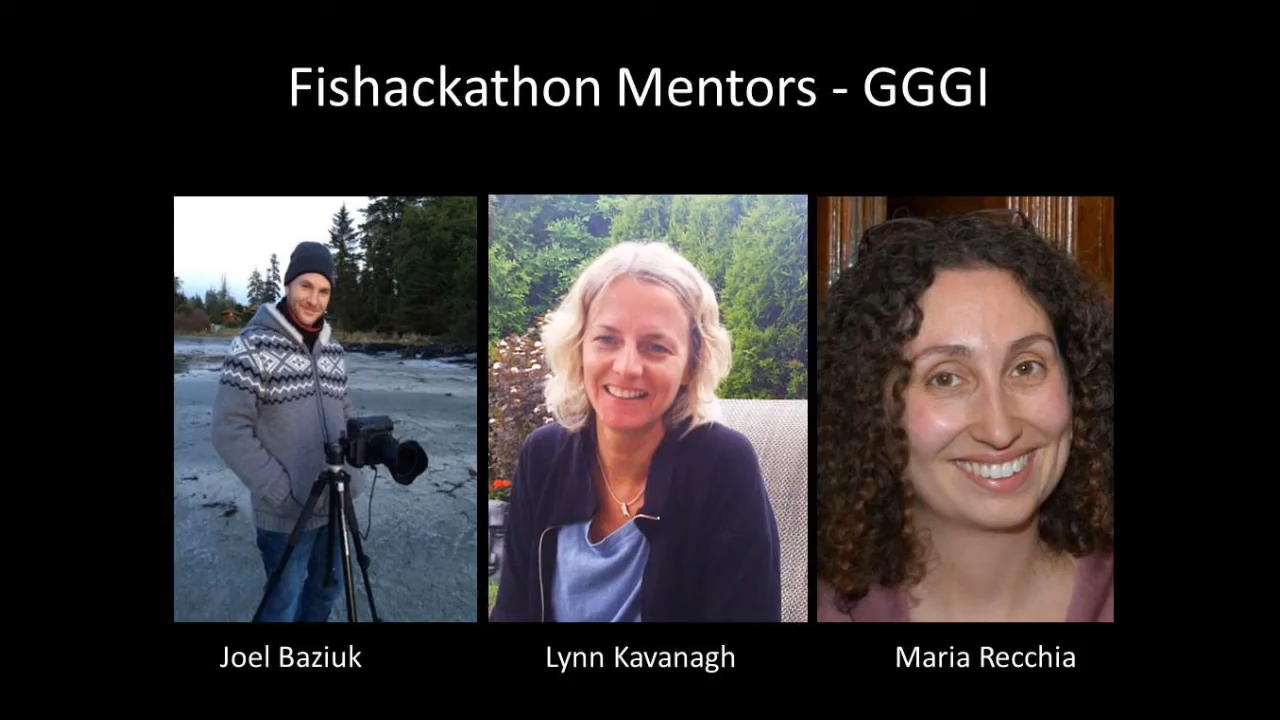 Fishackathon Mentors - GGGI
Joel Baziuk
Lynn Kavanagh
Maria Recchia